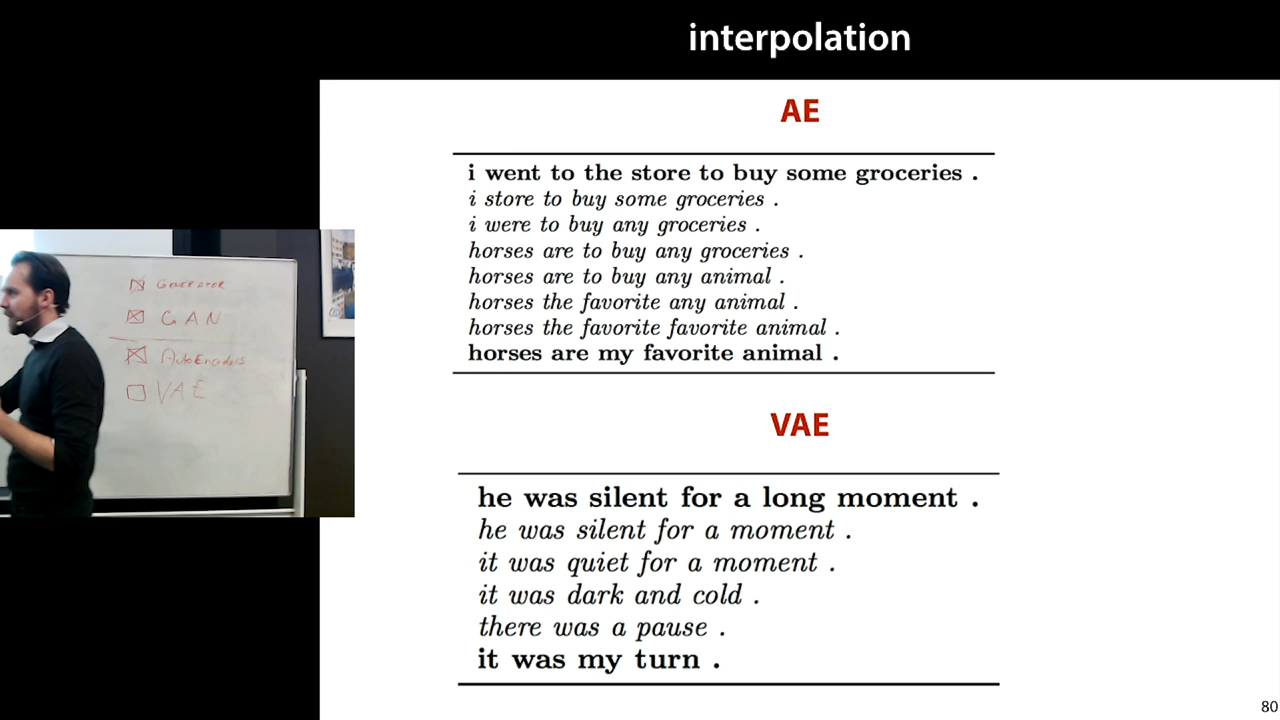 interpolation
AE
i went to the store to buy some groceries .
i store to buy some groceries .
i were to buy any groceries .
horses are to buy any groceries .
horses are to buy any animal .
horses the favorite any animal .
horses the favorite favorite animal .
horses are my favorite animal .
VAE
he was silent for a long moment .
he was silent for a moment .
it was quiet for a moment .
it was dark and cold .
there was a pause .
it was my turn .
GAN
VAE
80